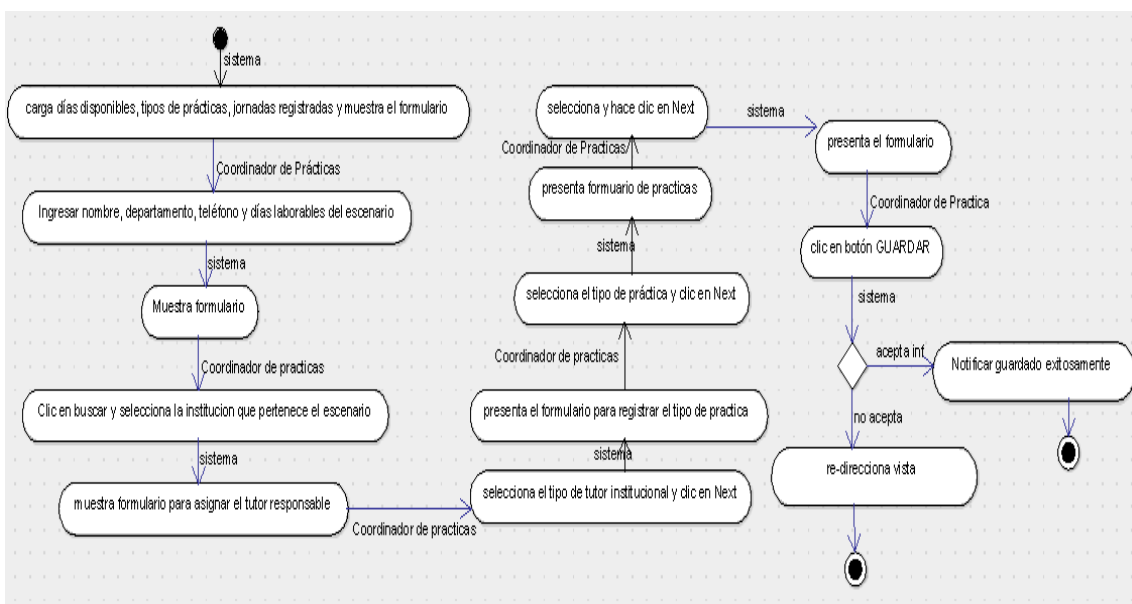 sistema
carga días disponibles, tipos de prácticas, jornadas registradas y muestra el formulario
Coordinador de Prácticas
Ingresar nombre, departamento, teléfono y días laborables del escenario
sistema
Muestra formulario
Coordinador de practicas
Clic en buscar y selecciona la institucion que pertenece el escenario
sistema
muestra formulario para asignar el tutor responsable
Coordinador de practicas
selecciona el tipo de tutor institucional y clic en Next
sistema
presenta el formulario para registrar el tipo de practica
Coordinador de practicas
selecciona el tipo de práctica y clic en Next
sistema
presenta formuario de practicas
Coordinador de Practicas
selecciona y hace clic en Next
sistema
presenta el formulario
Coordinador de Practica
clic en botón GUARDAR
sistema
acepta inf
Notificar guardado exitosamente
no acepta
re-direcciona vista